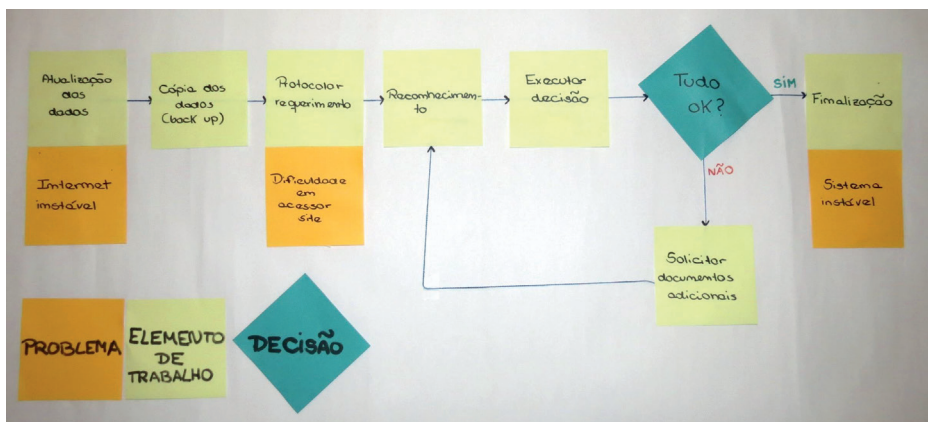 Atualização
dos
dados
Cópia dos
dados
(back up)
Protocolar
requerimento
Reconhecimen-
to
Executar
decisão
Tudo
OK?
SIM
Finalização
Internet
instável
Dificuldade
em
acessar
site
NÃO
Sistema
instável
Solicitar
documentos
adicionais
PROBLEMA
ELEMENTO
DE
TRABALHO
DECISÃO